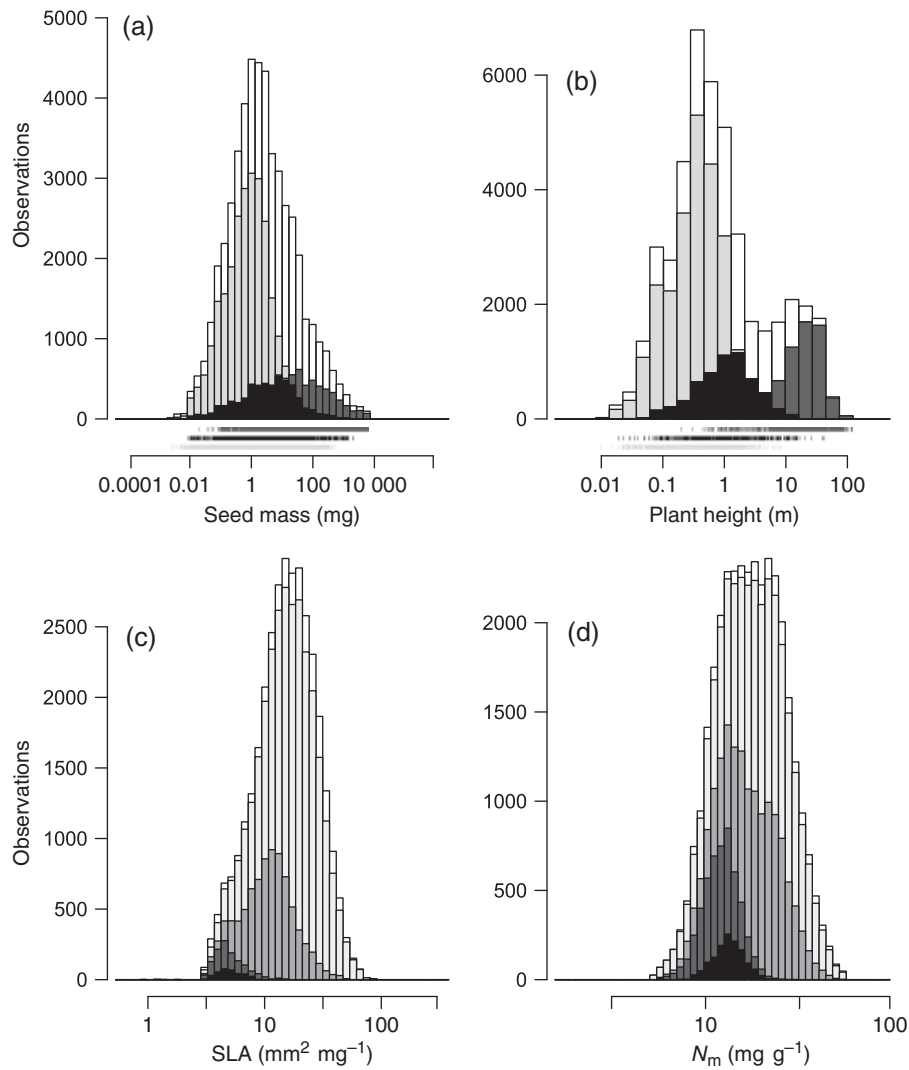 (a)
5000
4000
3000
2000
1000
0
Observations
0.0001 0.01 1 100 10 000
Seed mass (mg)
(b)
6000
4000
2000
0
0.01 0.1 1 10 100
Plant height (m)
(c)
2500
2000
1500
1000
500
0
Observations
1 10 100
SLA (mm² mg⁻¹)
(d)
2000
1500
1000
500
0
10 100
Nm (mg g⁻¹)